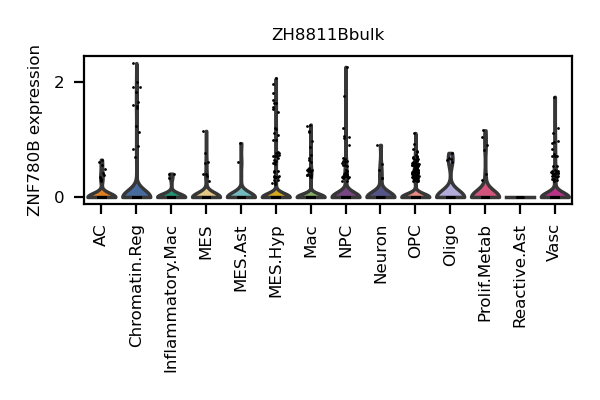 ZH8811Bbulk
ZNF780B expression
2
0
AC
Chromatin.Reg
Inflammatory.Mac
MES
MES.Ast
MES.Hyp
Mac
NPC
Neuron
OPC
Oligo
Prolif.Metab
Reactive.Ast
Vasc